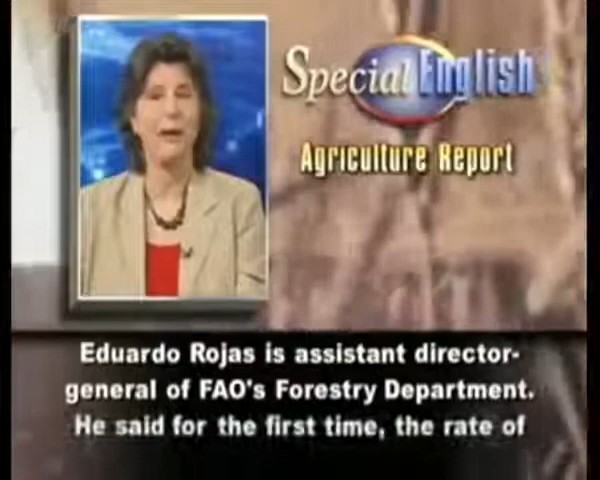 Special English
Agriculture Report
Eduardo Rojas is assistant director-
general of FAO's Forestry Department.
He said for the first time, the rate of